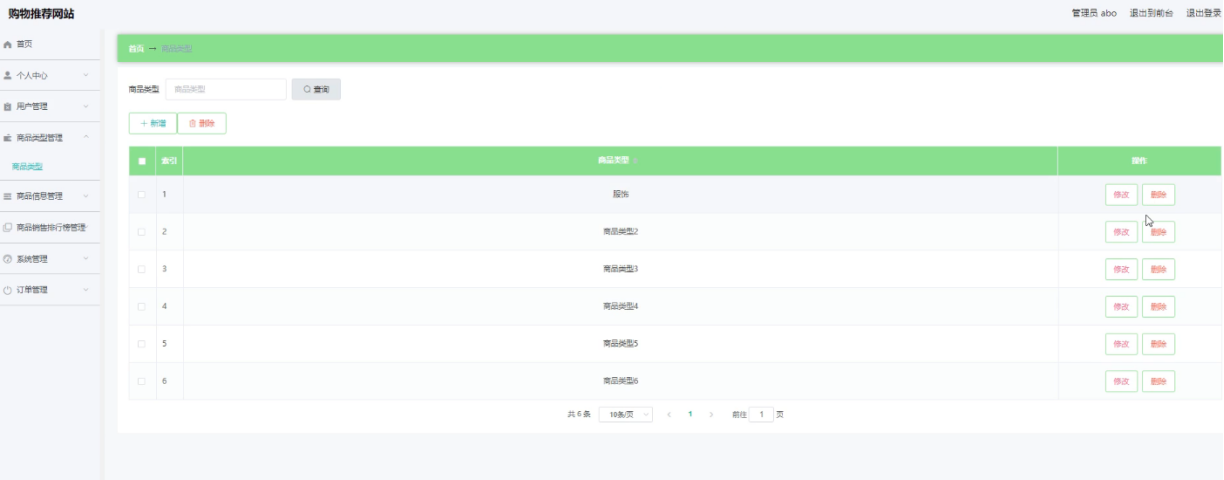 购物推荐网站
管理员 abo 退出到前台 退出登录
首页
个人中心
用户管理
商品类型管理
商品类型
商品信息管理
商品销售排行榜管理
系统管理
订单管理
首页 → 商品类型
商品类型 商品类型 查询
+ 新增 删除
索引 商品类型 操作
1 服饰 修改 删除
2 商品类型2 修改 删除
3 商品类型3 修改 删除
4 商品类型4 修改 删除
5 商品类型5 修改 删除
6 商品类型6 修改 删除
共 6 条 10条/页 1 前往 1 页